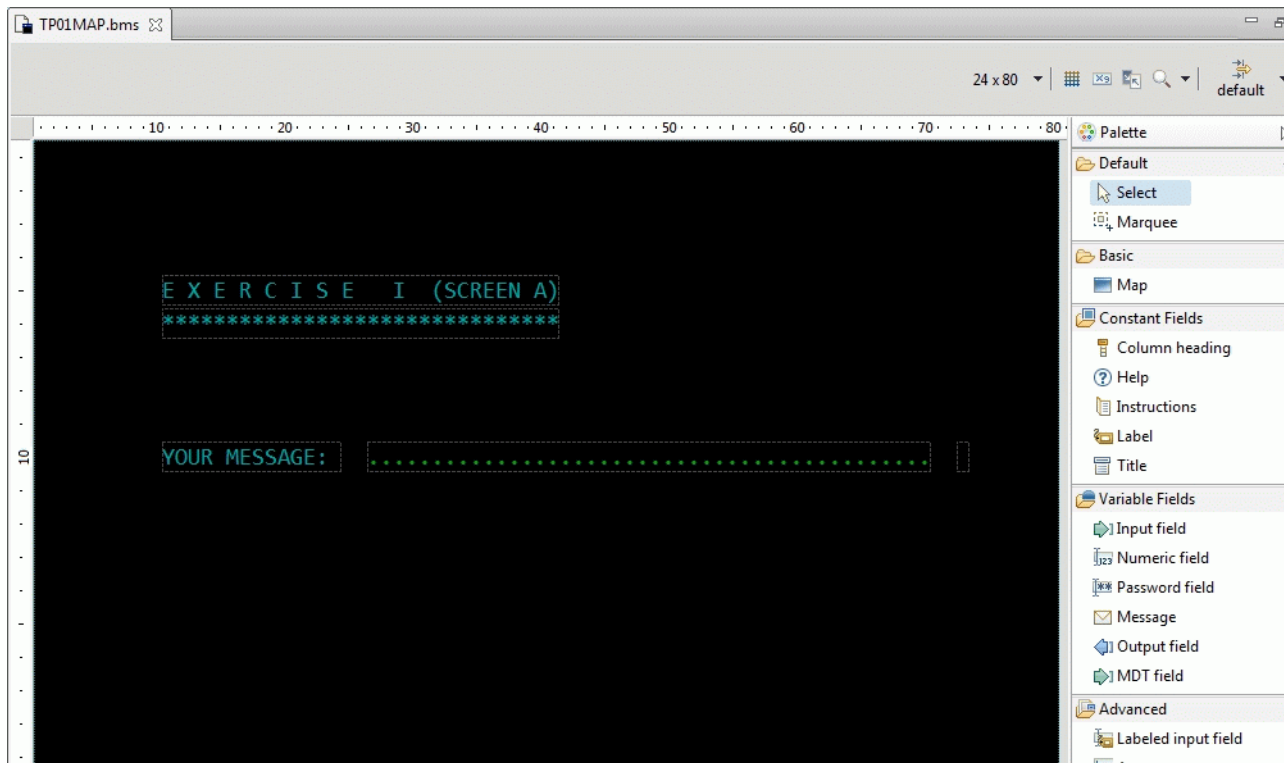 TP01MAP.bms
24 x 80
default
10 20 30 40 50 60 70 80
Palette
Default
Select
Marquee
Basic
Map
E X E R C I S E I (SCREEN A)
*******************************
Constant Fields
Column heading
Help
Instructions
Label
Title
10
YOUR MESSAGE: ............................................
Variable Fields
Input field
Numeric field
Password field
Message
Output field
MDT field
Advanced
Labeled input field